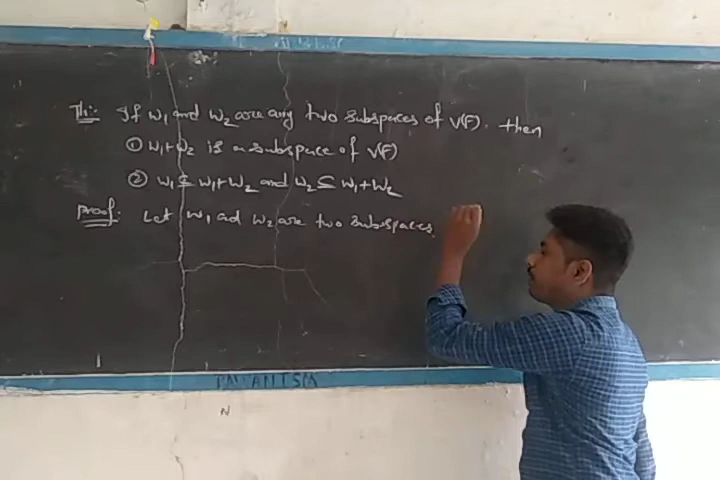 Th:- If W1 and W2 are any two subspaces of V(F). then
① W1+W2 is a subspace of V(F)
② W1 ⊆ W1+W2 and W2 ⊆ W1+W2
Proof: Let W1 ad W2 are two subspaces
N